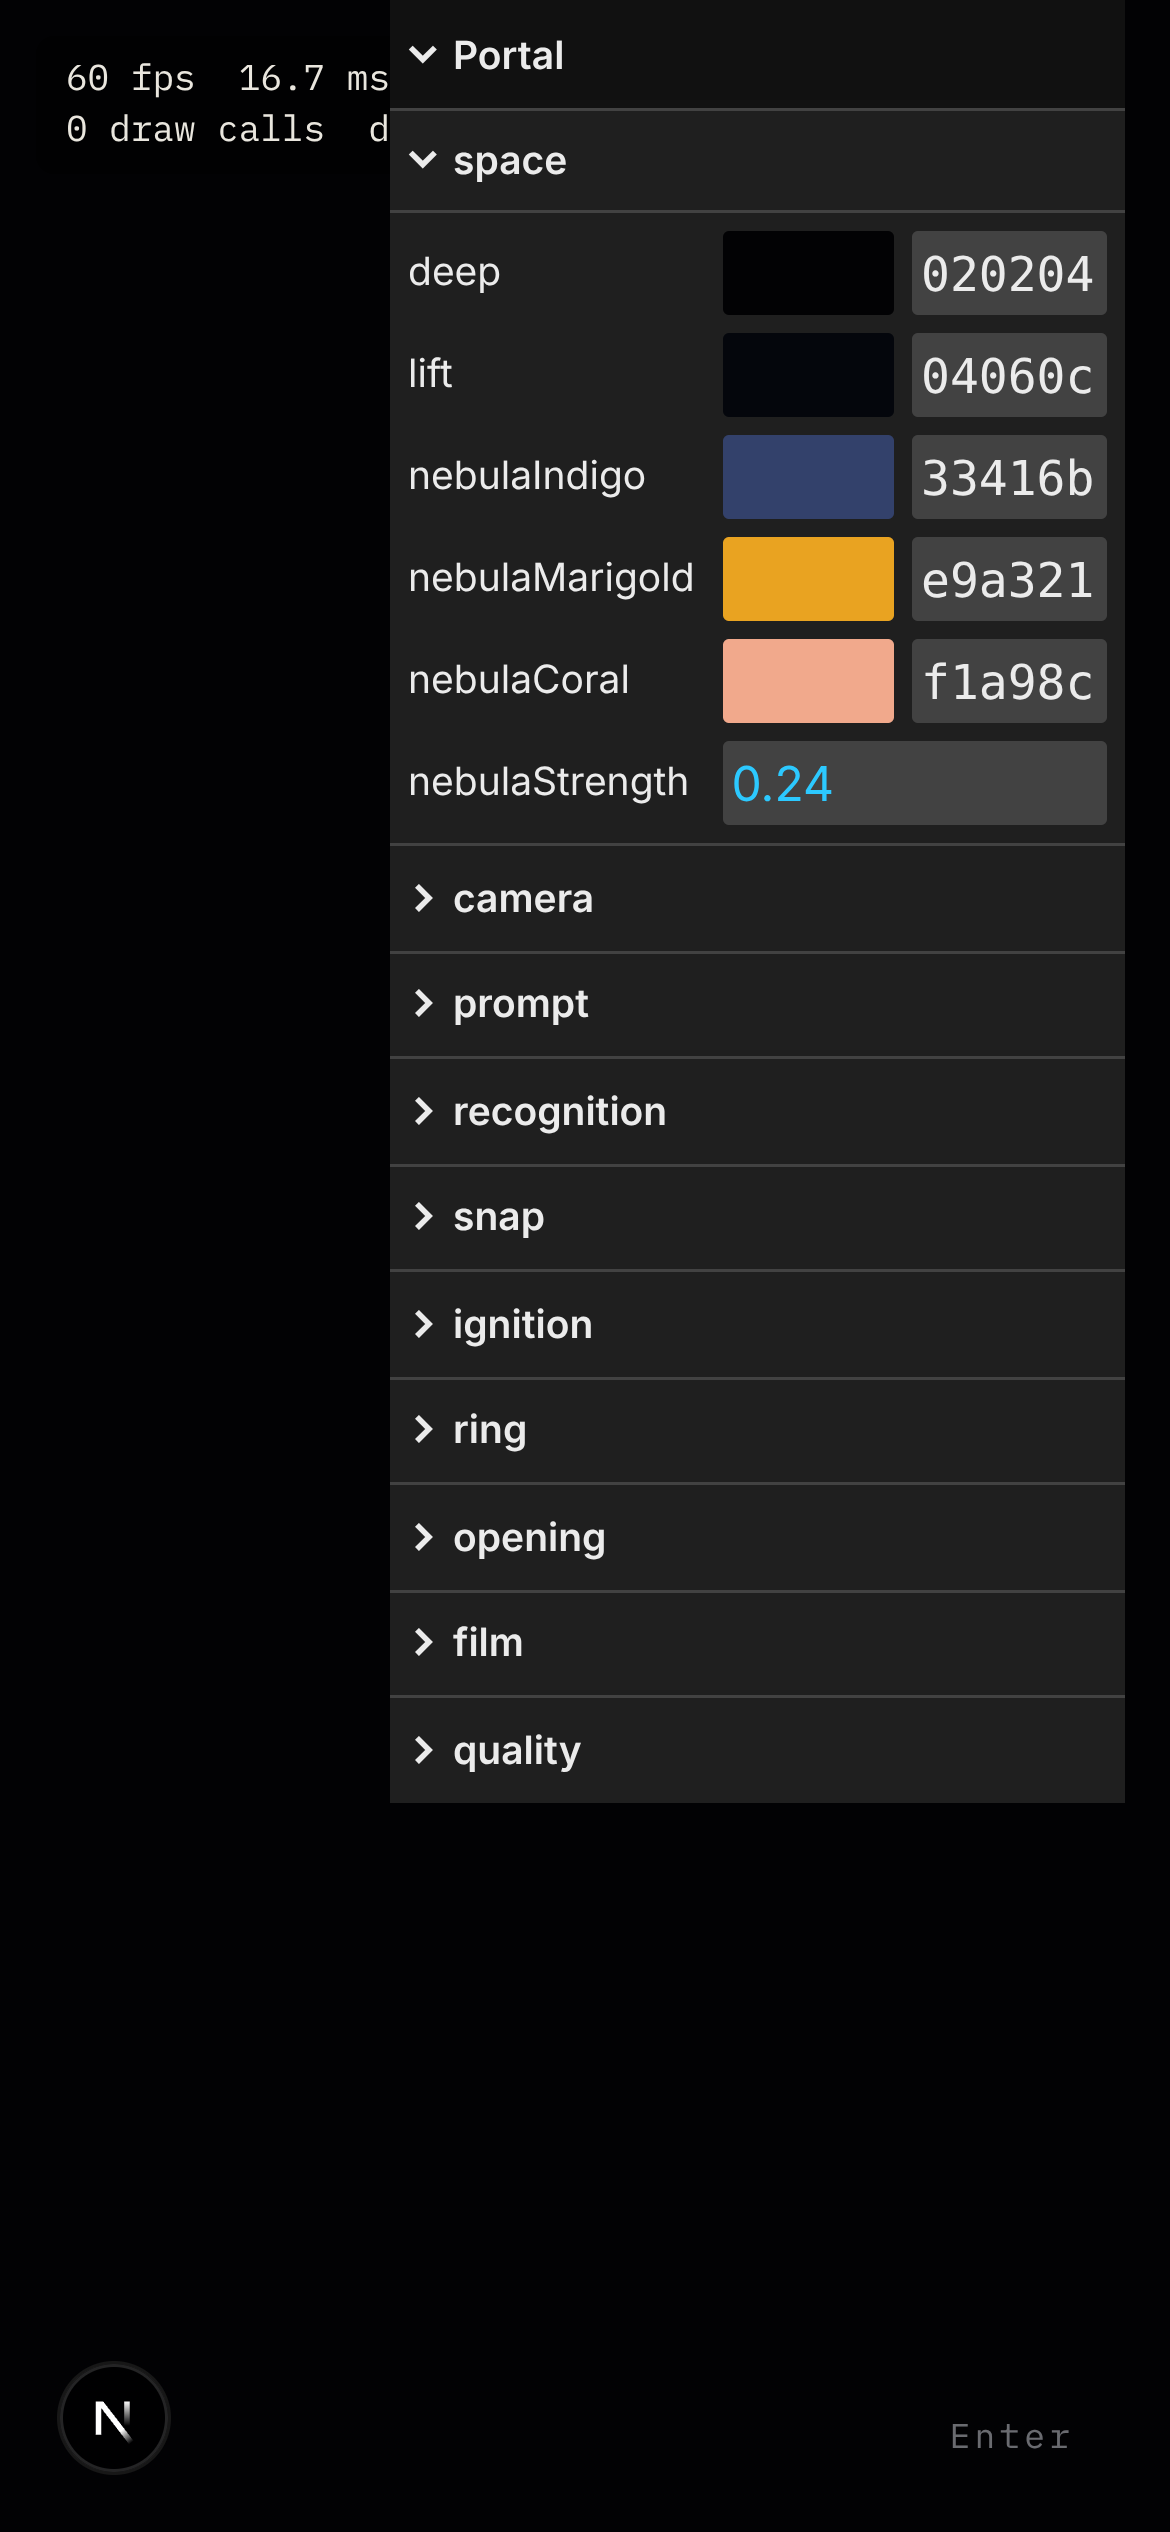 60 fps 16.7 ms
0 draw calls d
Portal
space
deep 020204
lift 04060c
nebulaIndigo 33416b
nebulaMarigold e9a321
nebulaCoral f1a98c
nebulaStrength 0.24
camera
prompt
recognition
snap
ignition
ring
opening
film
quality
N
Enter